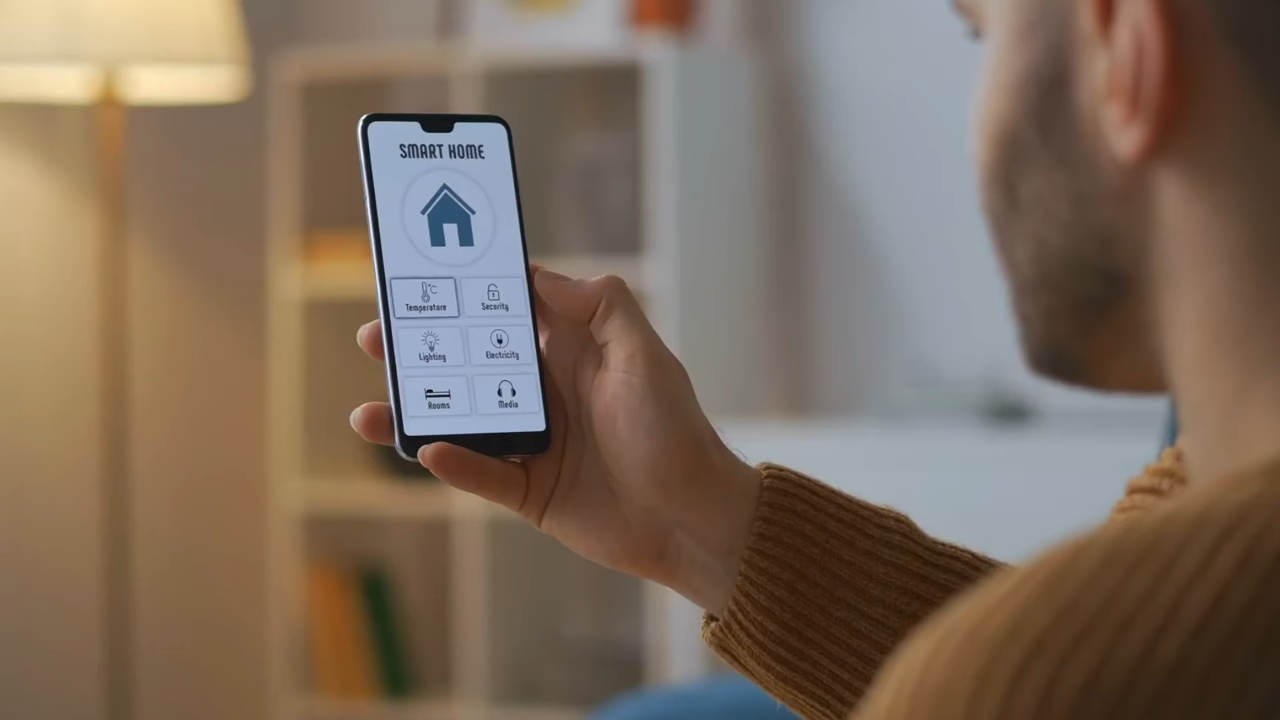 SMART HOME
°C
Temperature
Security
Lighting
Electricity
Rooms
Media